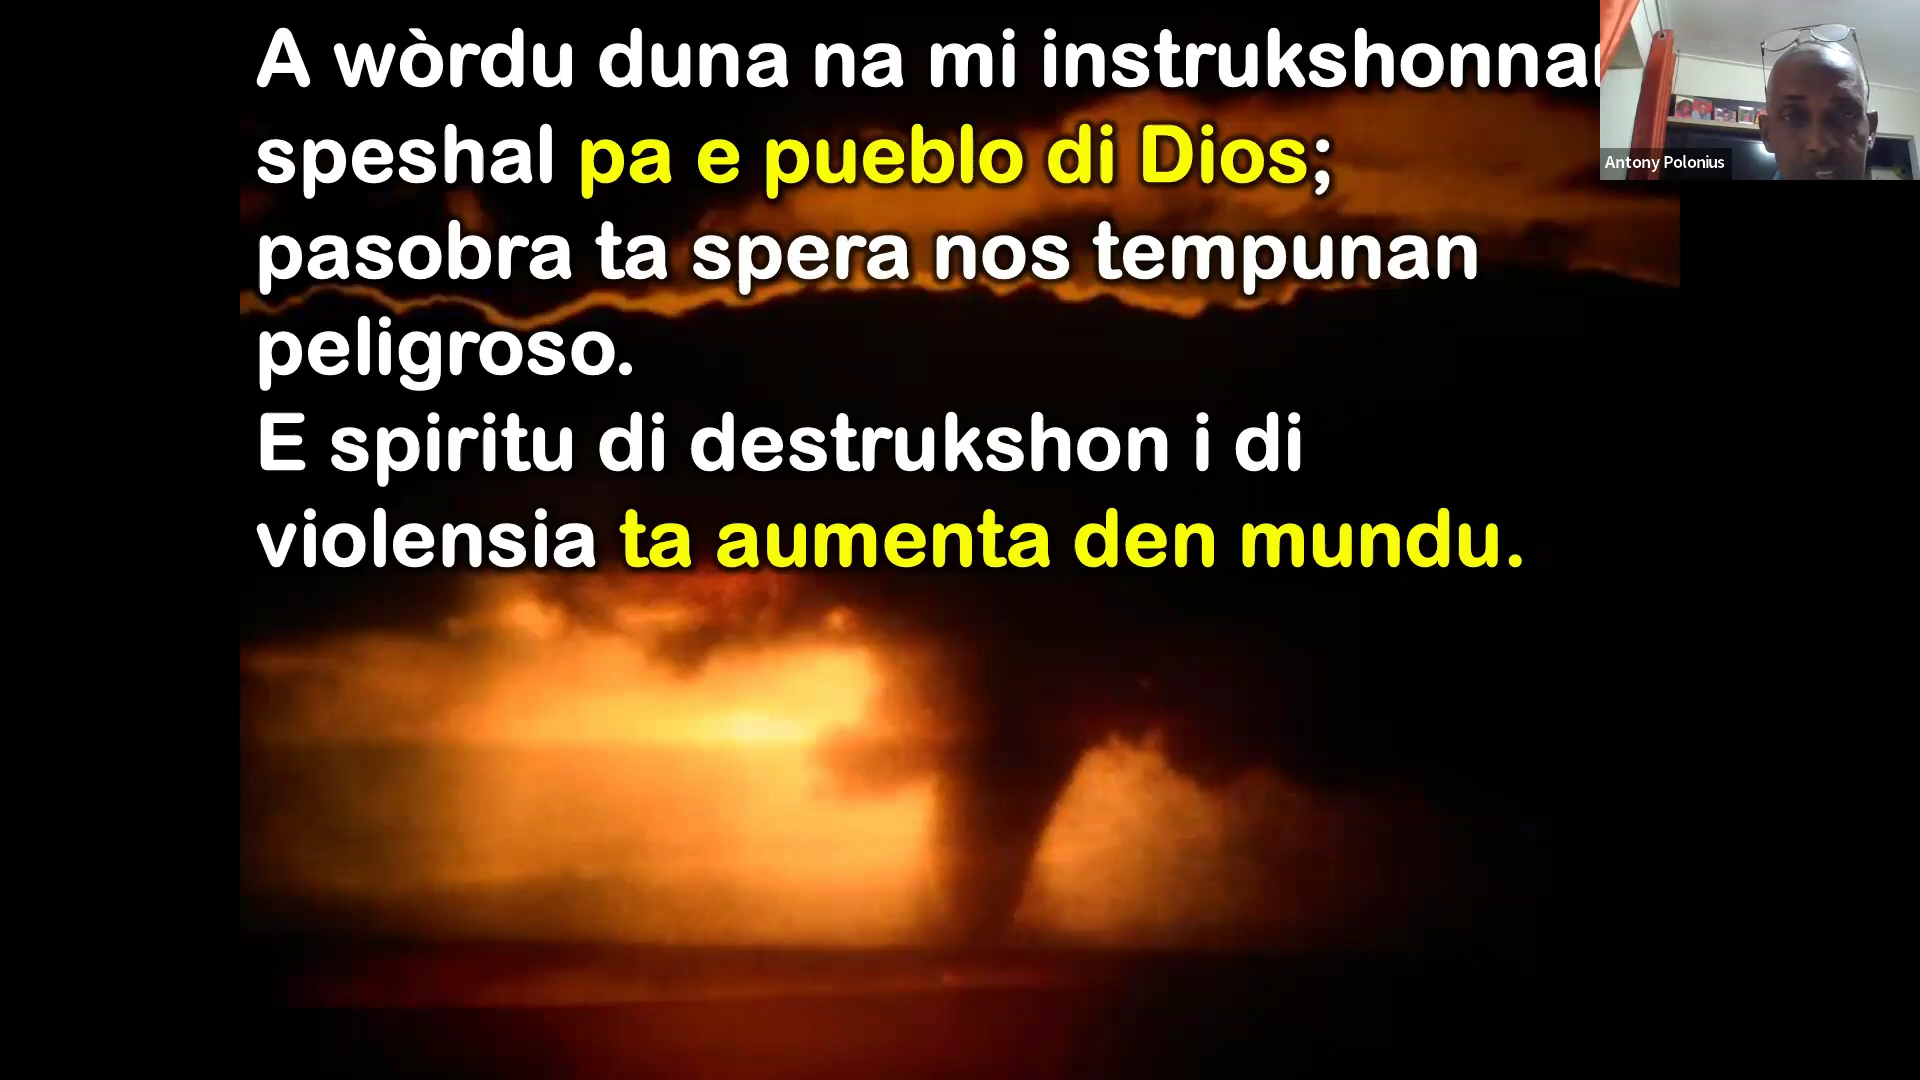 A wòrdu duna na mi
speshal pa e pueblo di Dios;
pasobra ta spera nos tempunan
peligroso.
E spiritu di destrukshon i di
violensia ta aumenta den mundu.
Antony Polonius